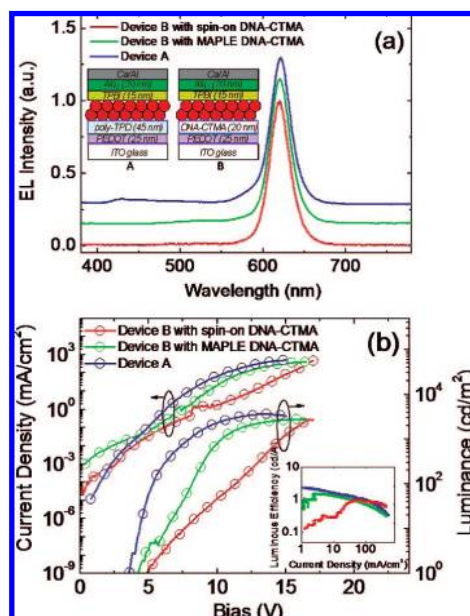 Device B with spin-on DNA-CTMA
Device B with MAPLE DNA-CTMA
Device A
(a)
EL Intensity (a.u.)
1.5
1.0
0.5
0.0
Ca/Al
TPBi (15 nm)
poly-TPD (45 nm)
PEDOT (25 nm)
ITO glass
A
Ca/Al
TPBi (15 nm)
DNA-CTMA (20 nm)
PEDOT (25 nm)
ITO glass
B
400 500 600 700
Wavelength (nm)
Device B with spin-on DNA-CTMA
Device B with MAPLE DNA-CTMA
Device A
(b)
Current Density (mA/cm²)
10³
10⁰
10⁻³
10⁻⁶
10⁻⁹
Luminance (cd/m²)
10⁴
10²
10⁰
Luminous Efficiency (cd/A)
10
1
0.1
1 10 100
Current Density (mA/cm²)
0 5 10 15 20
Bias (V)